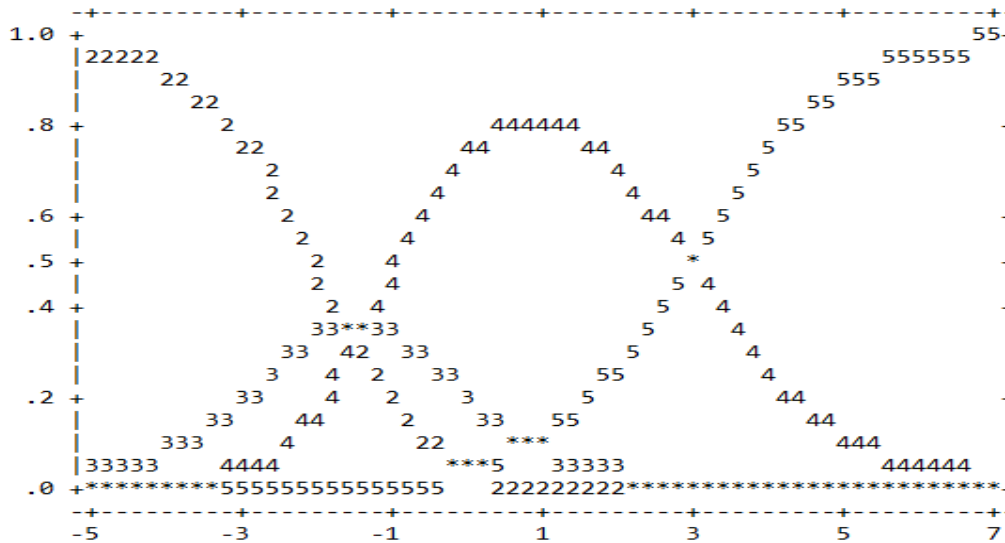 -+---------+---------+---------+---------+---------+---------+-
1.0 +                                                           55+
    |22222                                                555555
    |     22                                           555
    |       22                                       55
 .8 +         2                 444444             55             +
    |          22             44      44          5
    |            2           4          4        5
    |            2          4            4      5
 .6 +             2        4              44   5                  +
    |              2      4                 4 5
 .5 +               2    4                   *                    +
    |               2    4                  5 4
 .4 +                2  4                  5   4                  +
    |               33**33                5     4
    |             33  42  33             5       4
    |            3   4  2   33         55         4
 .2 +          33    4   2    3       5            44             +
    |        33    44     2    33   55               44
    |     333     4        22    ***                   444
    |33333    4444           ***5   33333                 444444
 .0 +*********555555555555555   222222222*************************+
    -+---------+---------+---------+---------+---------+---------+-
    -5        -3        -1         1         3         5         7